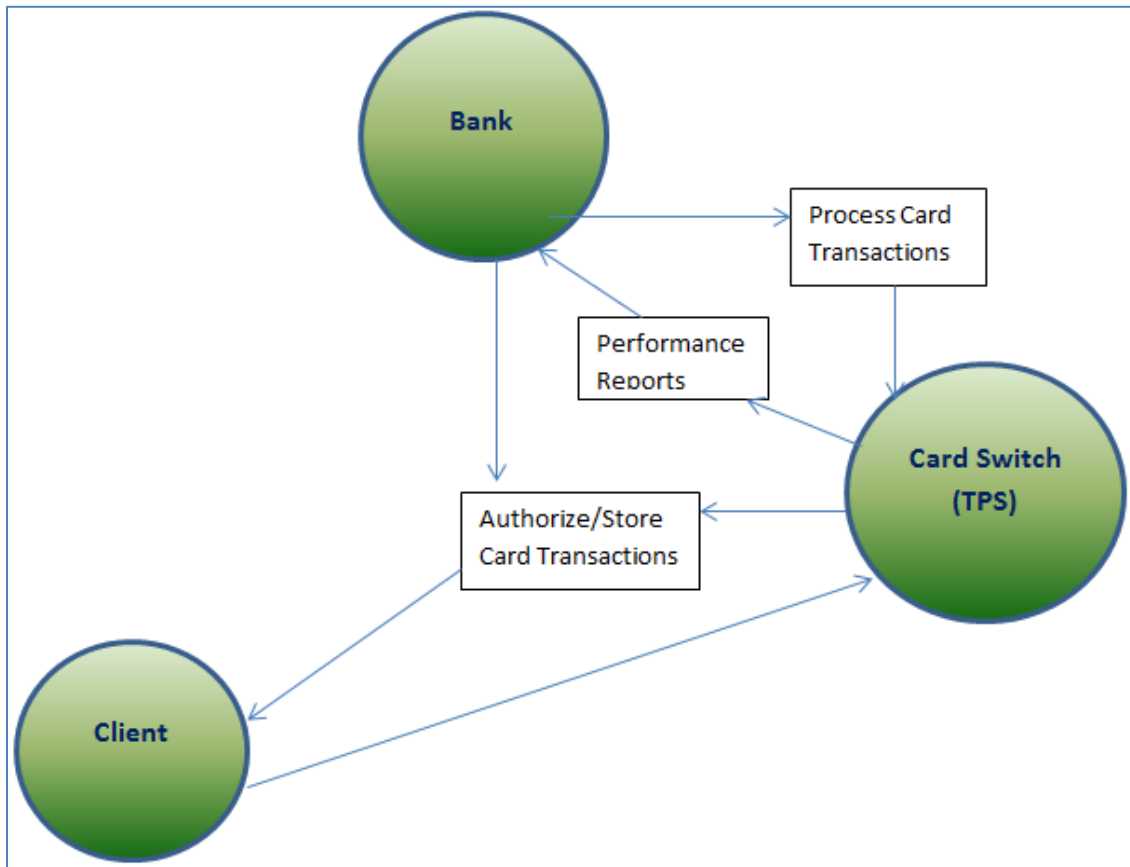 Bank
Process Card
Transactions
Performance
Reports
Card Switch
(TPS)
Authorize/Store
Card Transactions
Client